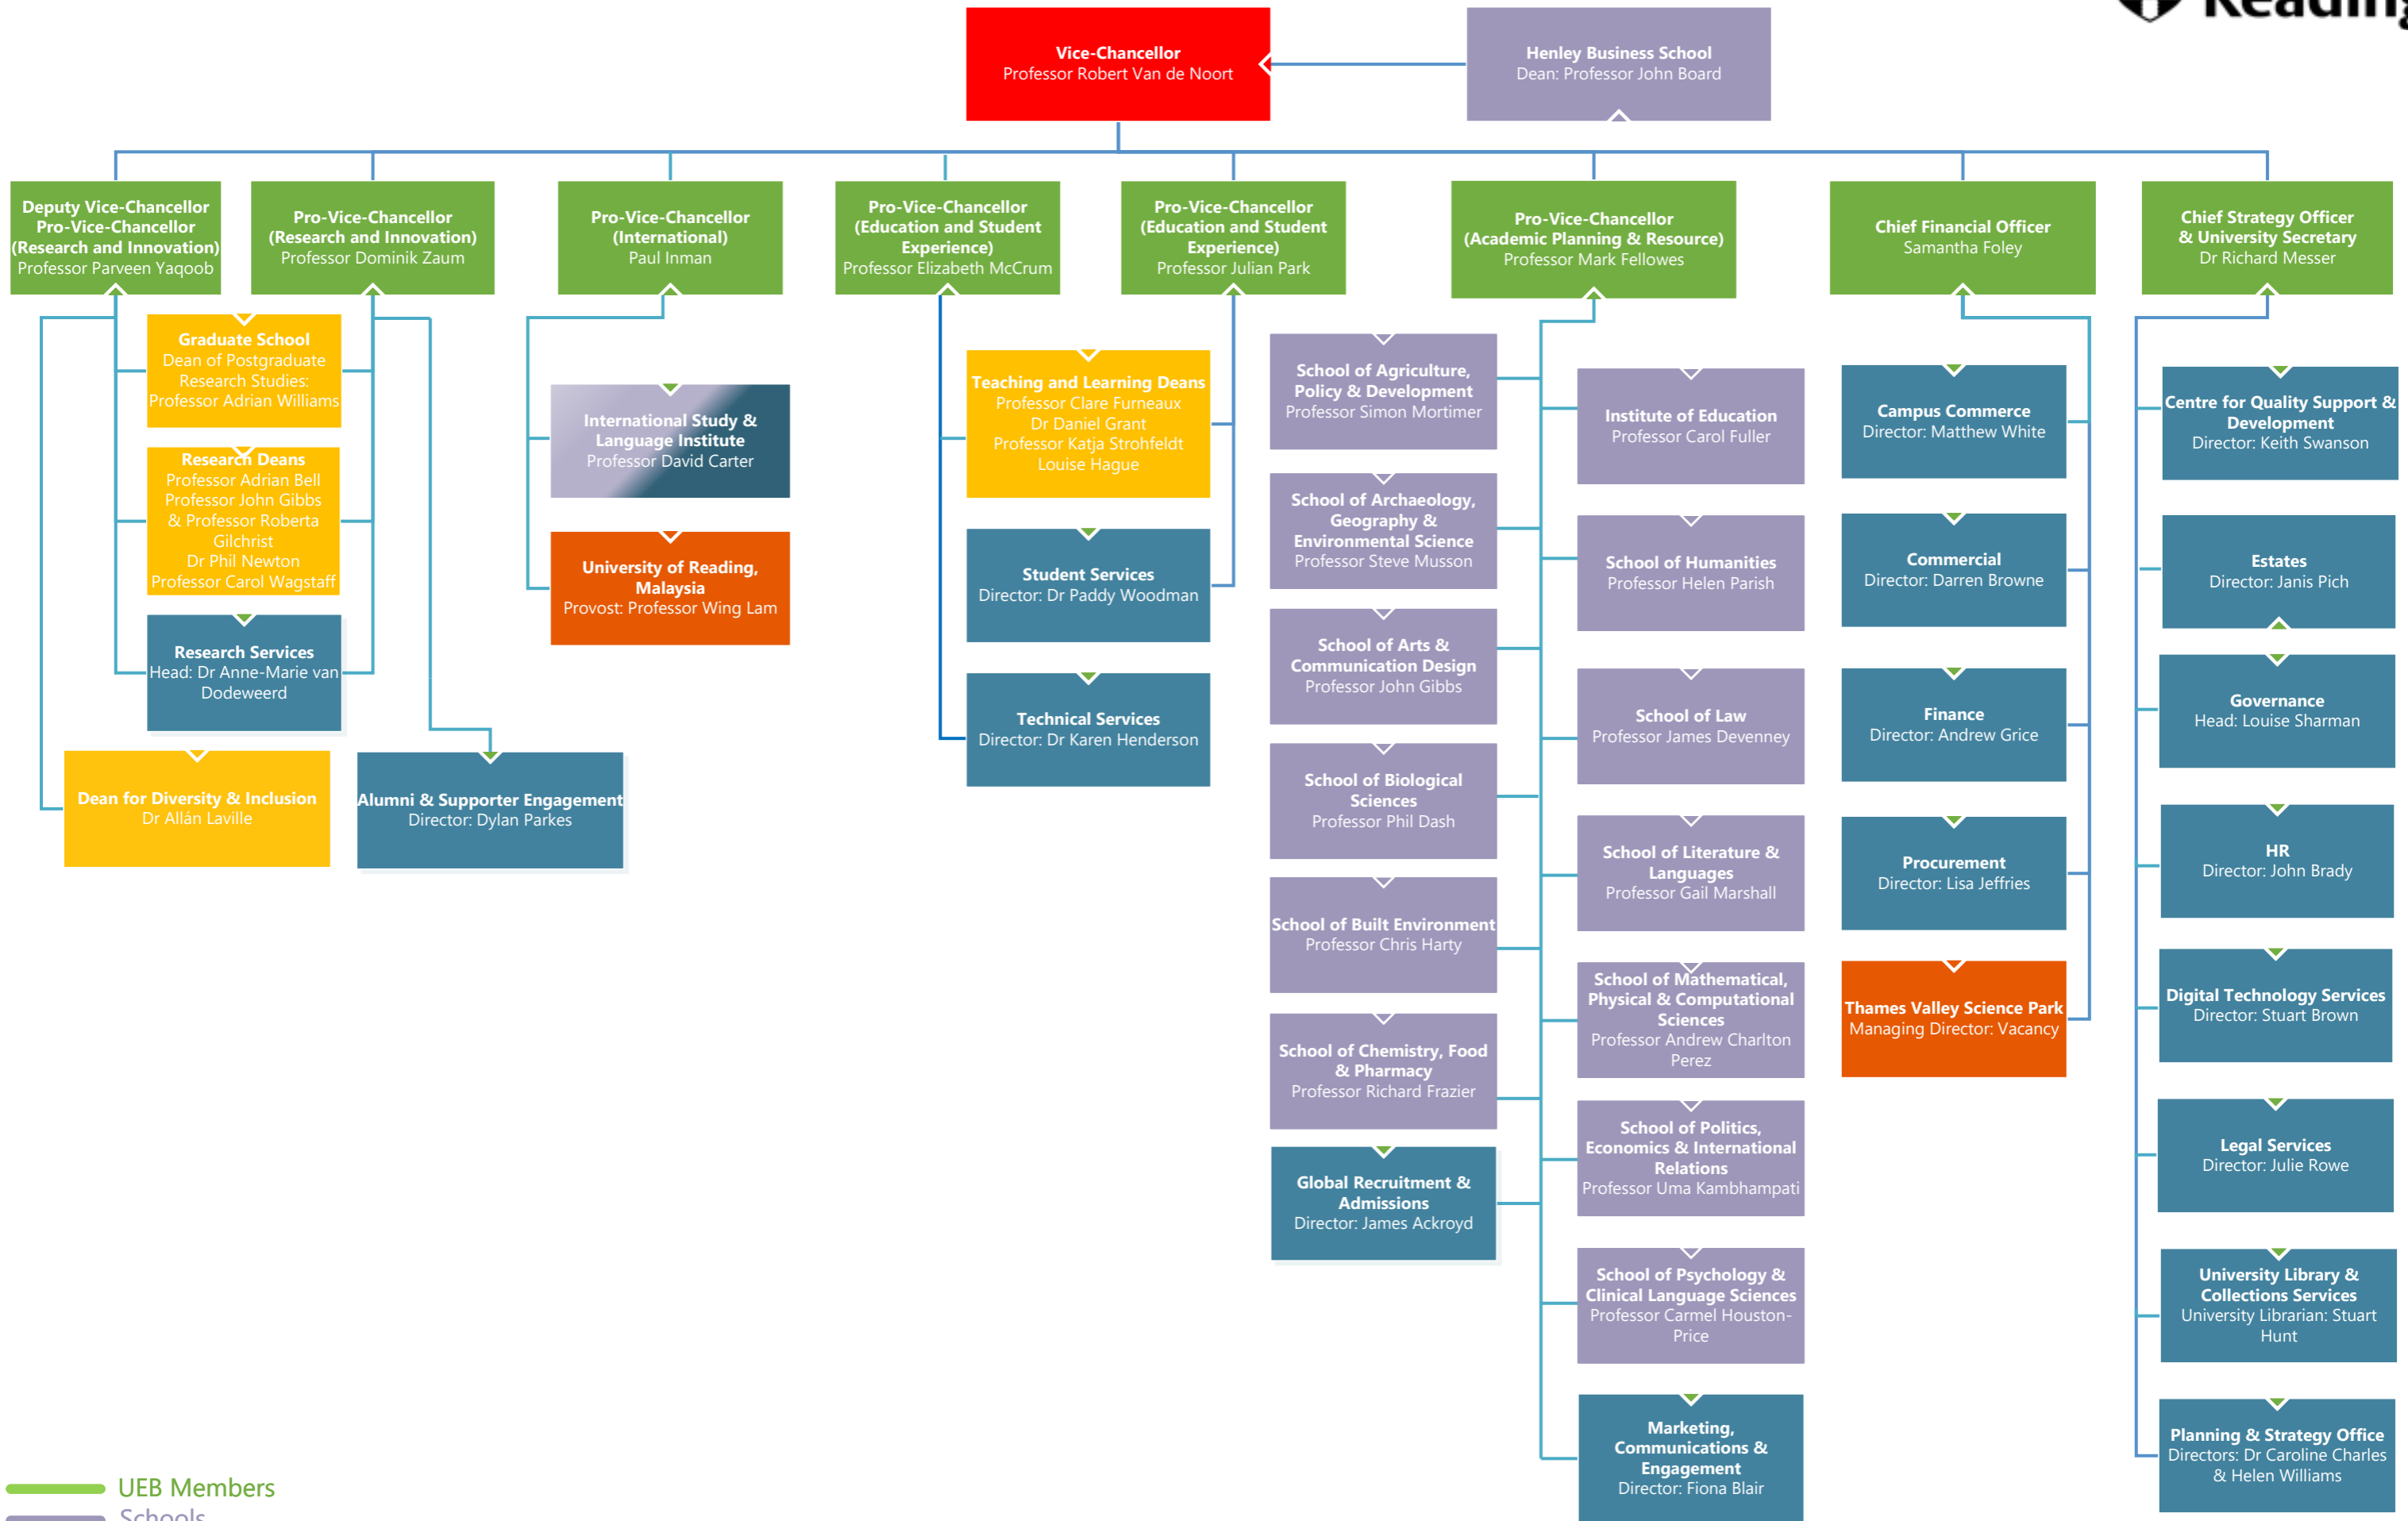 Reading
Vice-Chancellor
Professor Robert Van de Noort
Henley Business School
Dean: Professor John Board
Deputy Vice-Chancellor
Pro-Vice-Chancellor
(Research and Innovation)
Professor Parveen Yaqoob
Pro-Vice-Chancellor
(Research and Innovation)
Professor Dominik Zaum
Pro-Vice-Chancellor
(International)
Paul Inman
Pro-Vice-Chancellor
(Education and Student
Experience)
Professor Elizabeth McCrum
Pro-Vice-Chancellor
(Education and Student
Experience)
Professor Julian Park
Pro-Vice-Chancellor
(Academic Planning & Resource)
Professor Mark Fellowes
Chief Financial Officer
Samantha Foley
Chief Strategy Officer
& University Secretary
Dr Richard Messer
Graduate School
Dean of Postgraduate
Research Studies:
Professor Adrian Williams
Research Deans
Professor Adrian Bell
Professor John Gibbs
& Professor Roberta
Gilchrist
Dr Phil Newton
Professor Carol Wagstaff
Research Services
Head: Dr Anne-Marie van
Dodeweerd
Dean for Diversity & Inclusion
Dr Allán Laville
Alumni & Supporter Engagement
Director: Dylan Parkes
International Study &
Language Institute
Professor David Carter
University of Reading,
Malaysia
Provost: Professor Wing Lam
Teaching and Learning Deans
Professor Clare Furneaux
Dr Daniel Grant
Professor Katja Strohfeldt
Louise Hague
Student Services
Director: Dr Paddy Woodman
Technical Services
Director: Dr Karen Henderson
School of Agriculture,
Policy & Development
Professor Simon Mortimer
School of Archaeology,
Geography &
Environmental Science
Professor Steve Musson
School of Arts &
Communication Design
Professor John Gibbs
School of Biological
Sciences
Professor Phil Dash
School of Built Environment
Professor Chris Harty
School of Chemistry, Food
& Pharmacy
Professor Richard Frazier
Global Recruitment &
Admissions
Director: James Ackroyd
Institute of Education
Professor Carol Fuller
School of Humanities
Professor Helen Parish
School of Law
Professor James Devenney
School of Literature &
Languages
Professor Gail Marshall
School of Mathematical,
Physical & Computational
Sciences
Professor Andrew Charlton
Perez
School of Politics,
Economics & International
Relations
Professor Uma Kambhampati
School of Psychology &
Clinical Language Sciences
Professor Carmel Houston-
Price
Marketing,
Communications &
Engagement
Director: Fiona Blair
Campus Commerce
Director: Matthew White
Commercial
Director: Darren Browne
Finance
Director: Andrew Grice
Procurement
Director: Lisa Jeffries
Thames Valley Science Park
Managing Director: Vacancy
Centre for Quality Support &
Development
Director: Keith Swanson
Estates
Director: Janis Pich
Governance
Head: Louise Sharman
HR
Director: John Brady
Digital Technology Services
Director: Stuart Brown
Legal Services
Director: Julie Rowe
University Library &
Collections Services
University Librarian: Stuart
Hunt
Planning & Strategy Office
Directors: Dr Caroline Charles
& Helen Williams
UEB Members
Schools